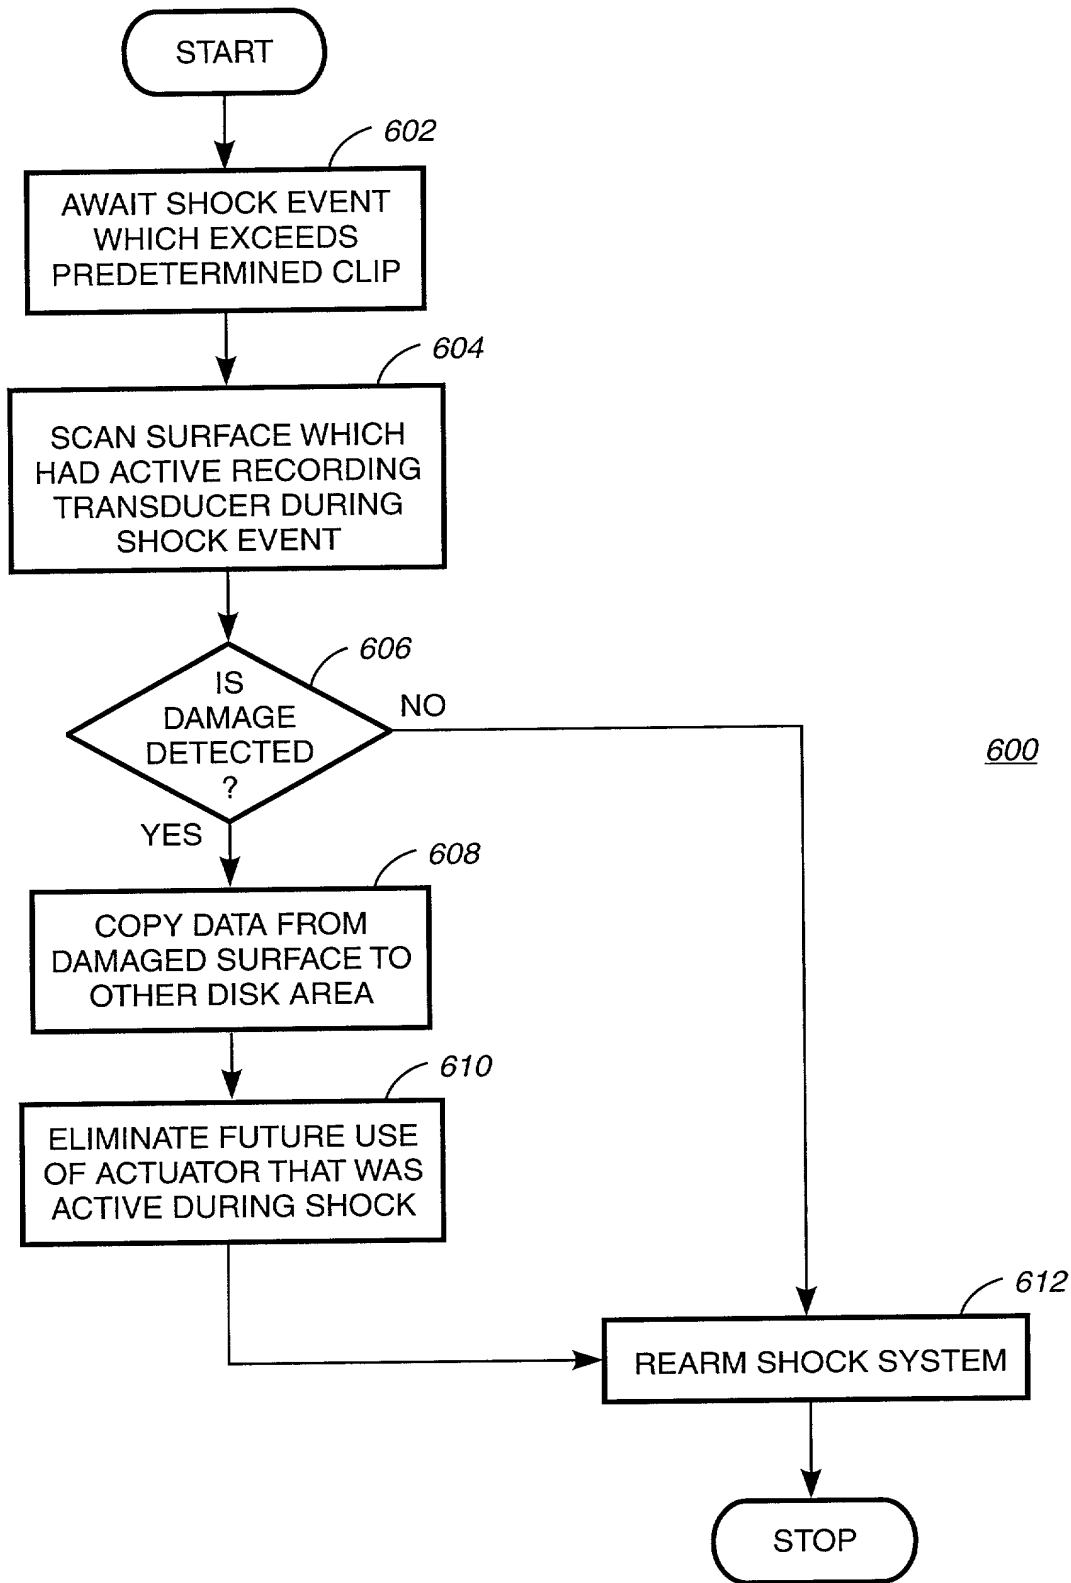 START
602
AWAIT SHOCK EVENT
WHICH EXCEEDS
PREDETERMINED CLIP
604
SCAN SURFACE WHICH
HAD ACTIVE RECORDING
TRANSDUCER DURING
SHOCK EVENT
606
IS
DAMAGE
DETECTED
?
NO
600
YES
608
COPY DATA FROM
DAMAGED SURFACE TO
OTHER DISK AREA
610
ELIMINATE FUTURE USE
OF ACTUATOR THAT WAS
ACTIVE DURING SHOCK
612
REARM SHOCK SYSTEM
STOP